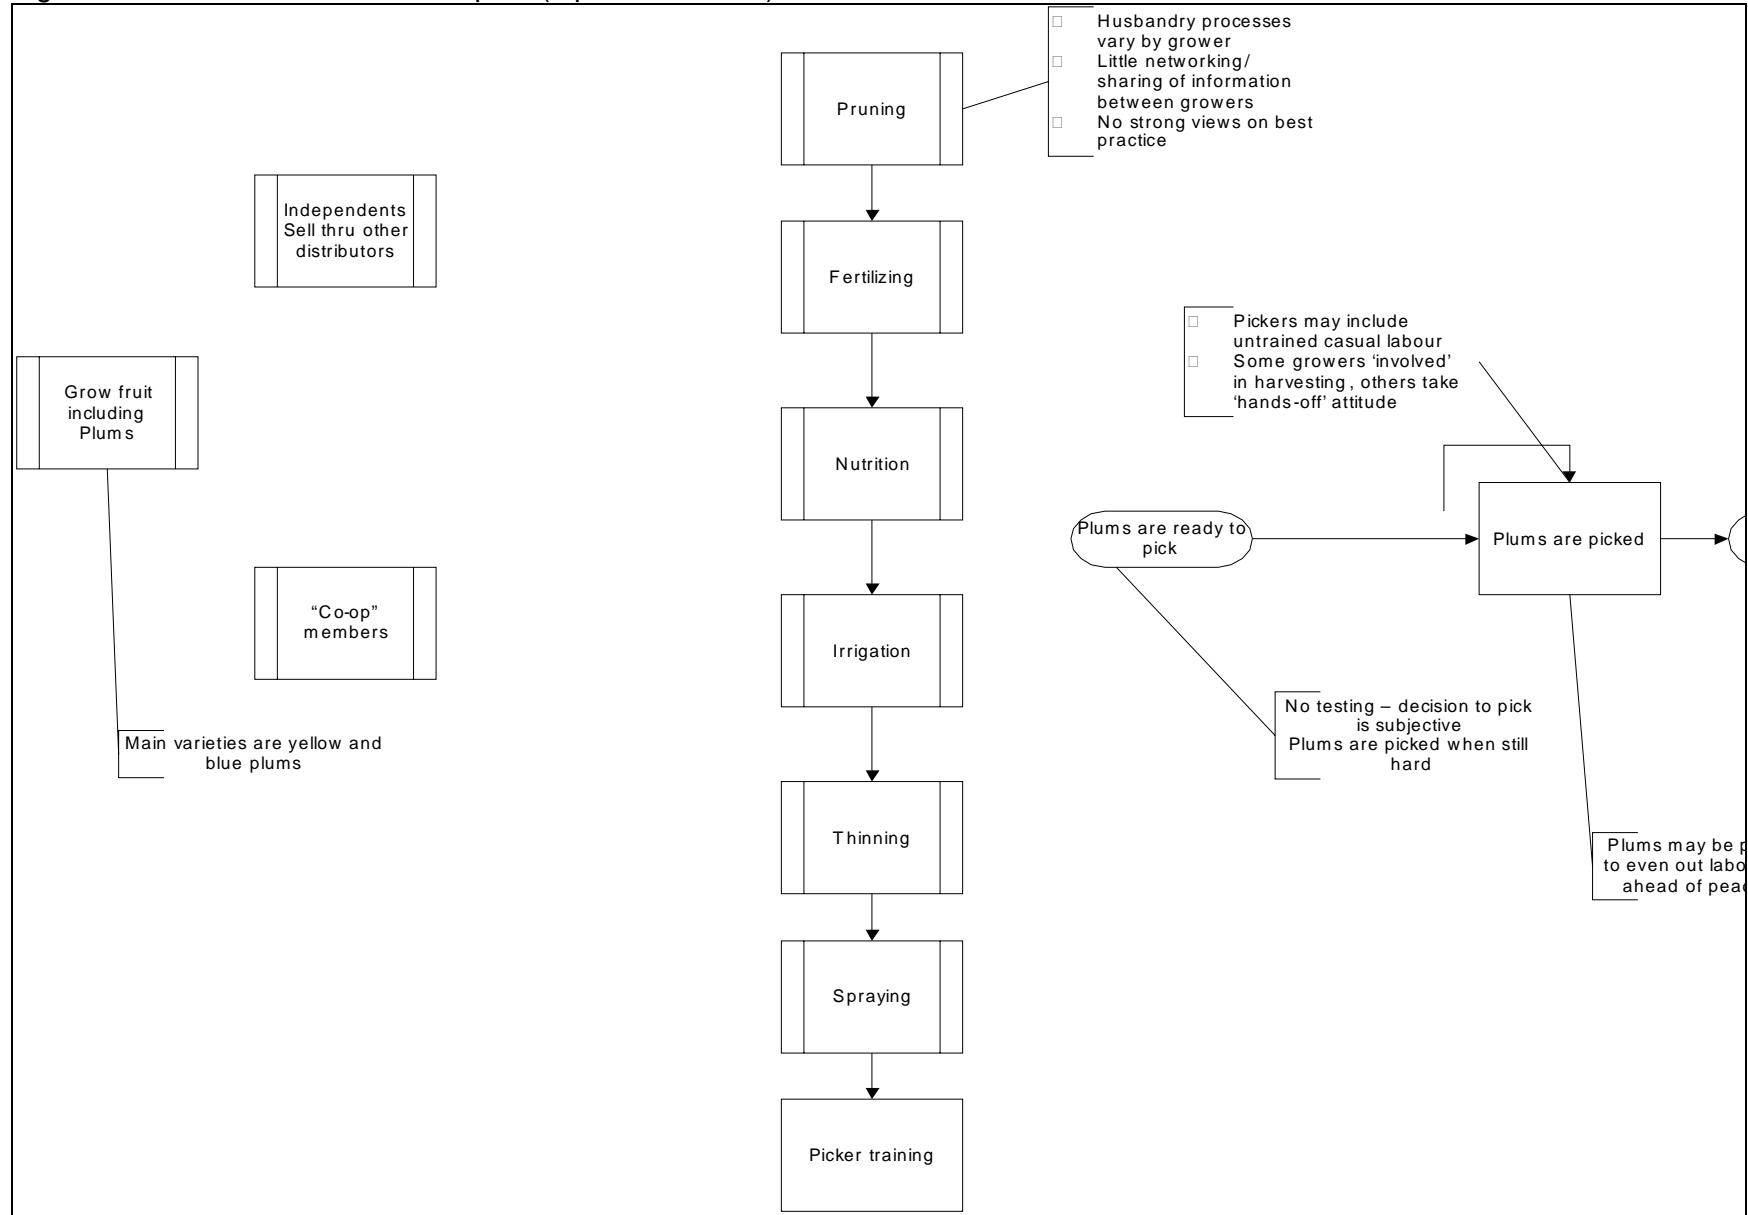 Husbandry processes
vary by grower
Little networking/
sharing of information
between growers
No strong views on best
practice
Pruning
Independents
Sell thru other
distributors
Fertilizing
Pickers may include
untrained casual labour
Some growers ‘involved’
in harvesting, others take
‘hands-off’ attitude
Grow fruit
including
Plums
Nutrition
Plums are ready to
pick
Plums are picked
“Co-op”
members
Irrigation
No testing – decision to pick
is subjective
Plums are picked when still
hard
Main varieties are yellow and
blue plums
Thinning
Plums may be
to even out
ahead of
Spraying
Picker training